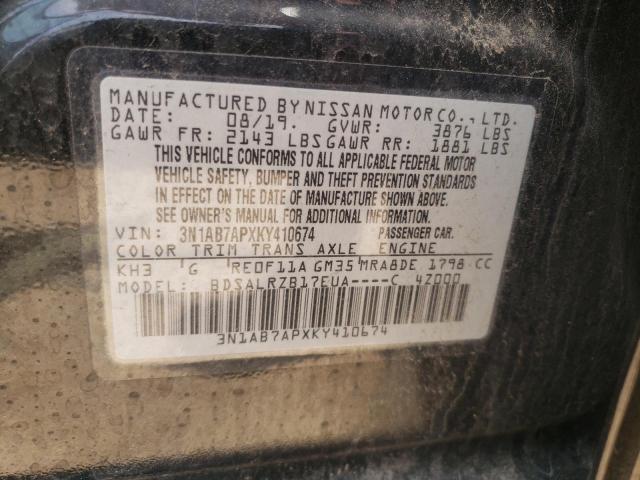 MANUFACTURED BY NISSAN MOTOR CO., LTD.
DATE: 08/19. GVWR: 3876 LBS
GAWR FR: 2143 LBS GAWR RR: 1881 LBS
THIS VEHICLE CONFORMS TO ALL APPLICABLE FEDERAL MOTOR
VEHICLE SAFETY, BUMPER AND THEFT PREVENTION STANDARDS
IN EFFECT ON THE DATE OF MANUFACTURE SHOWN ABOVE.
SEE OWNER'S MANUAL FOR ADDITIONAL INFORMATION.
VIN: 3N1AB7APXKY410674 PASSENGER CAR.
COLOR TRIM TRANS AXLE ENGINE
KH3 G RE0F11A GM35 MRA8DE 1798 CC
MODEL: BDSALRZB17EUA----C 4Z000
3N1AB7APXKY410674